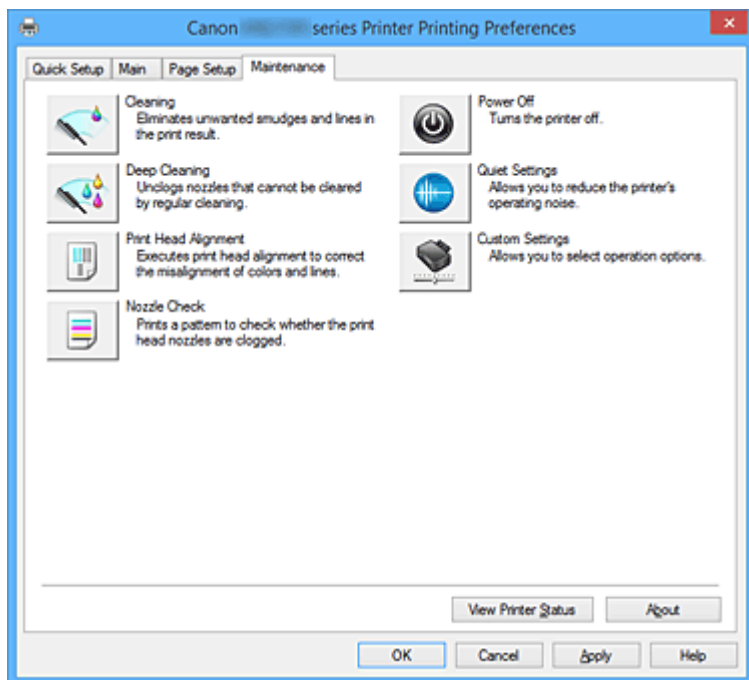 Canon series Printer Printing Preferences
Quick Setup Main Page Setup Maintenance
Cleaning
Eliminates unwanted smudges and lines in
the print result.
Deep Cleaning
Unclogs nozzles that cannot be cleared
by regular cleaning.
Print Head Alignment
Executes print head alignment to correct
the misalignment of colors and lines.
Nozzle Check
Prints a pattern to check whether the print
head nozzles are clogged.
Power Off
Turns the printer off.
Quiet Settings
Allows you to reduce the printer's
operating noise.
Custom Settings
Allows you to select operation options.
View Printer Status About
OK Cancel Apply Help